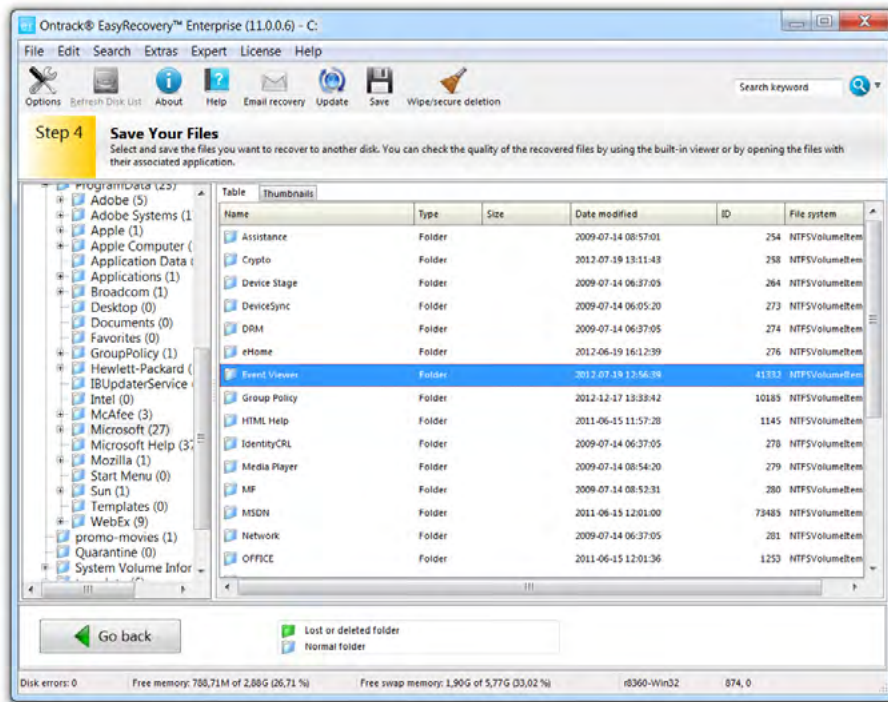 Ontrack® EasyRecovery™ Enterprise (11.0.0.6) - C:
File Edit Search Extras Expert License Help
Options Refresh Disk List About Help Email recovery Update Save Wipe/secure deletion Search keyword
Step 4
Save Your Files
Select and save the files you want to recover to another disk. You can check the quality of the recovered files by using the built-in viewer or by opening the files with
their associated application.
ProgramData (23)
Adobe (5)
Adobe Systems (1
Apple (1)
Apple Computer (
Application Data (
Applications (1)
Broadcom (1)
Desktop (0)
Documents (0)
Favorites (0)
GroupPolicy (1)
Hewlett-Packard (
IBUpdaterService
Intel (0)
McAfee (3)
Microsoft (27)
Microsoft Help (37
Mozilla (1)
Start Menu (0)
Sun (1)
Templates (0)
WebEx (9)
promo-movies (1)
Quarantine (0)
System Volume Infor
Table Thumbnails
Name Type Size Date modified ID File system
Assistance Folder 2009-07-14 08:57:01 254 NTFSVolumeItem
Crypto Folder 2012-07-19 13:11:43 258 NTFSVolumeItem
Device Stage Folder 2009-07-14 06:37:05 264 NTFSVolumeItem
DeviceSync Folder 2009-07-14 06:05:20 273 NTFSVolumeItem
DRM Folder 2009-07-14 06:37:05 274 NTFSVolumeItem
eHome Folder 2012-06-19 16:12:39 276 NTFSVolumeItem
Event Viewer Folder 2012-07-19 12:56:39 41332 NTFSVolumeItem
Group Policy Folder 2012-12-17 13:33:42 10185 NTFSVolumeItem
HTML Help Folder 2011-06-15 11:57:28 1145 NTFSVolumeItem
IdentityCRL Folder 2009-07-14 06:37:05 278 NTFSVolumeItem
Media Player Folder 2009-07-14 08:54:20 279 NTFSVolumeItem
MF Folder 2009-07-14 08:52:31 280 NTFSVolumeItem
MSDN Folder 2011-06-15 12:01:00 73485 NTFSVolumeItem
Network Folder 2009-07-14 06:37:05 281 NTFSVolumeItem
OFFICE Folder 2011-06-15 12:01:36 1253 NTFSVolumeItem
Go back
Lost or deleted folder
Normal folder
Disk errors: 0 Free memory: 788,71M of 2,88G (26,71 %) Free swap memory: 1,90G of 5,77G (33,02 %) r8360-Win32 874, 0